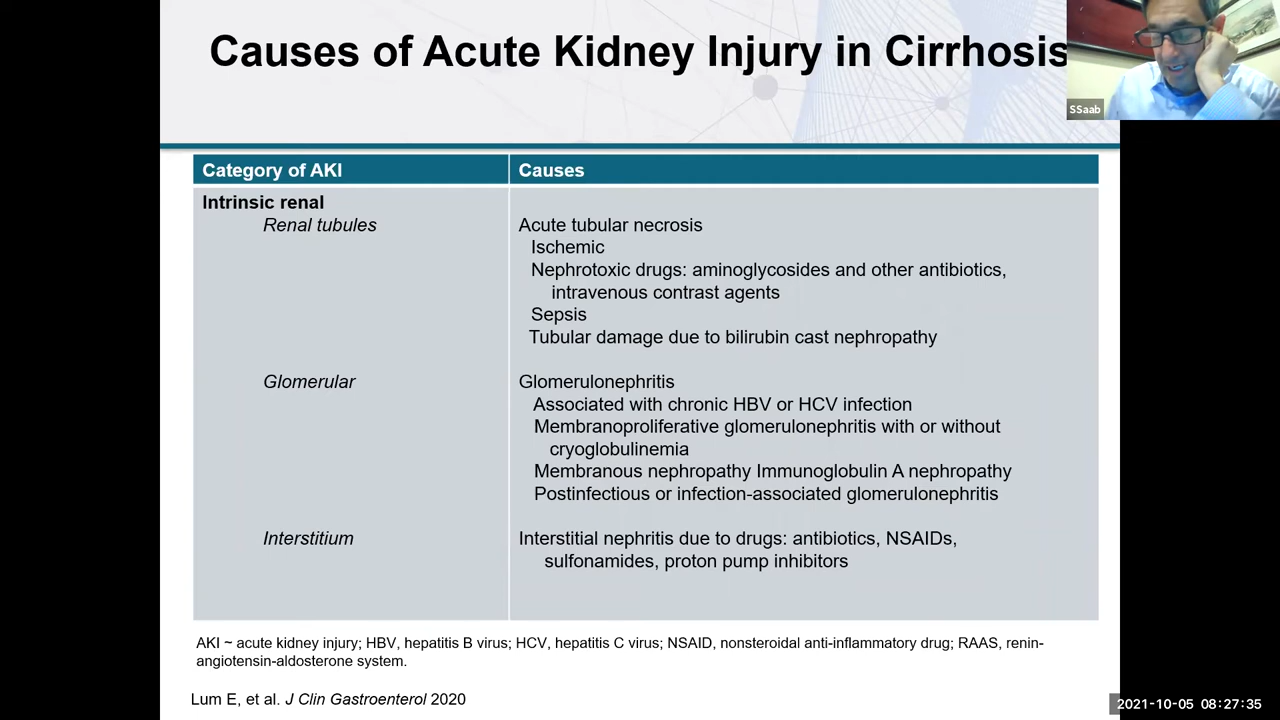 Causes of Acute Kidney Injury in Cirrhosis
SSaab
Category of AKI
Causes
Intrinsic renal
Renal tubules
Acute tubular necrosis
Ischemic
Nephrotoxic drugs: aminoglycosides and other antibiotics,
intravenous contrast agents
Sepsis
Tubular damage due to bilirubin cast nephropathy
Glomerular
Glomerulonephritis
Associated with chronic HBV or HCV infection
Membranoproliferative glomerulonephritis with or without
cryoglobulinemia
Membranous nephropathy Immunoglobulin A nephropathy
Postinfectious or infection-associated glomerulonephritis
Interstitium
Interstitial nephritis due to drugs: antibiotics, NSAIDs,
sulfonamides, proton pump inhibitors
AKI ~ acute kidney injury; HBV, hepatitis B virus; HCV, hepatitis C virus; NSAID, nonsteroidal anti-inflammatory drug; RAAS, renin-
angiotensin-aldosterone system.
Lum E, et al. J Clin Gastroenterol 2020
2021-10-05 08:27:35